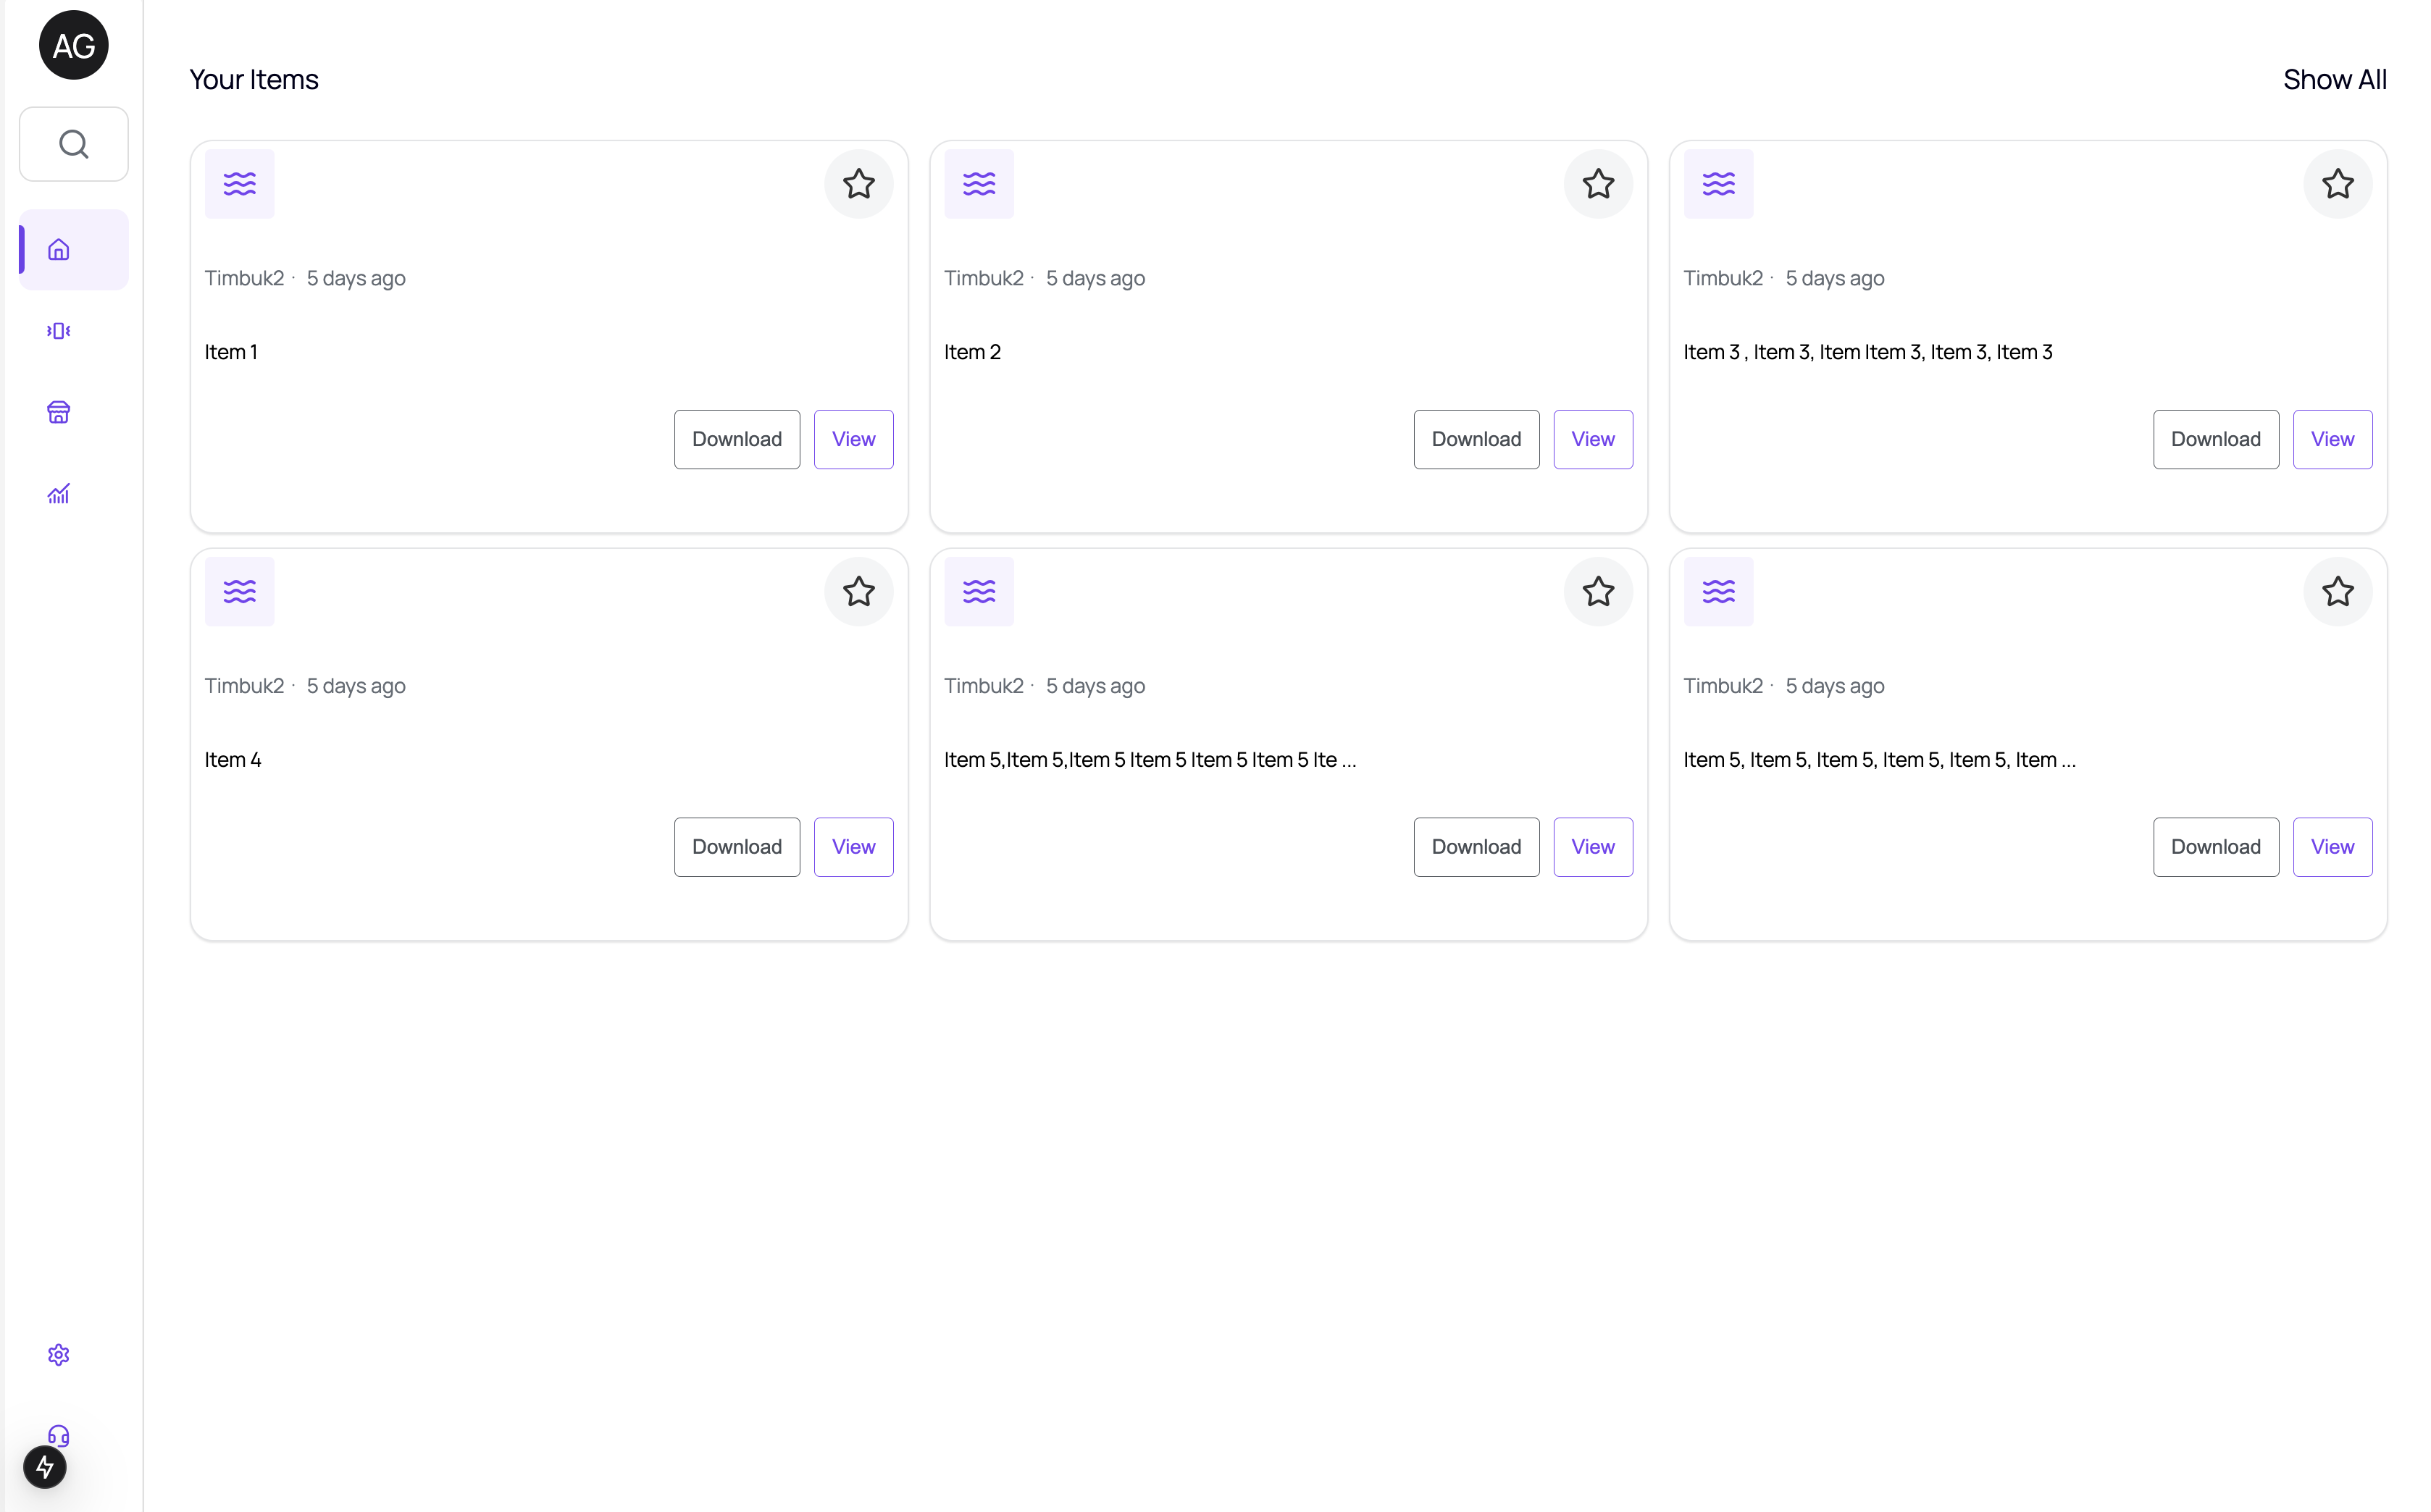 AG
Your Items
Show All
Timbuk2 · 5 days ago
Item 1
Download
View
Timbuk2 · 5 days ago
Item 2
Download
View
Timbuk2 · 5 days ago
Item 3 , Item 3, Item Item 3, Item 3, Item 3
Download
View
Timbuk2 · 5 days ago
Item 4
Download
View
Timbuk2 · 5 days ago
Item 5,Item 5,Item 5 Item 5 Item 5 Item 5 Ite ...
Download
View
Timbuk2 · 5 days ago
Item 5, Item 5, Item 5, Item 5, Item 5, Item ...
Download
View